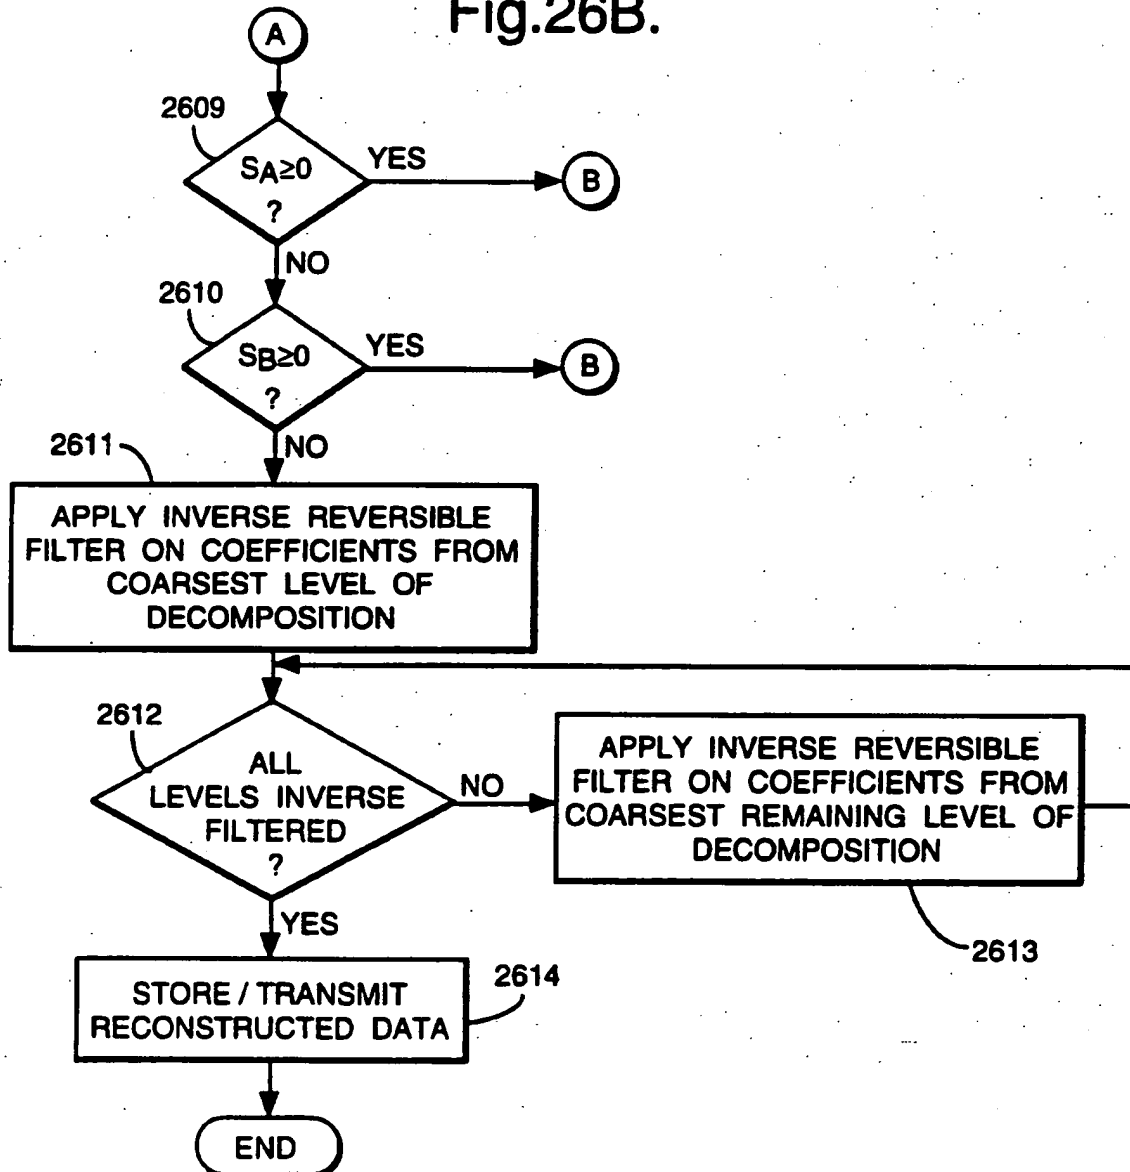 Fig.26B.
A
2609
SA≥0
?
YES
B
NO
2610
SB≥0
?
YES
B
NO
2611
APPLY INVERSE REVERSIBLE
FILTER ON COEFFICIENTS FROM
COARSEST LEVEL OF
DECOMPOSITION
2612
ALL
LEVELS INVERSE
FILTERED
?
NO
APPLY INVERSE REVERSIBLE
FILTER ON COEFFICIENTS FROM
COARSEST REMAINING LEVEL OF
DECOMPOSITION
2613
YES
STORE / TRANSMIT
RECONSTRUCTED DATA
2614
END